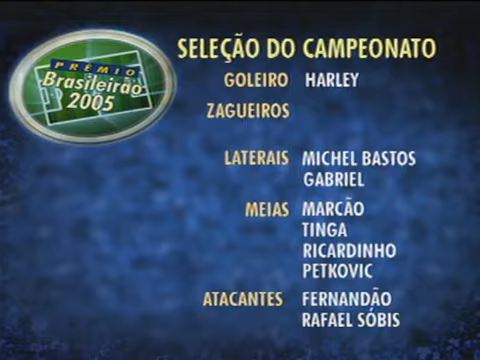 PRÊMIO
Brasileirão
2005
SELEÇÃO DO CAMPEONATO
GOLEIRO HARLEY
ZAGUEIROS
LATERAIS MICHEL BASTOS
GABRIEL
MEIAS MARCÃO
TINGA
RICARDINHO
PETKOVIC
ATACANTES FERNANDÃO
RAFAEL SÓBIS